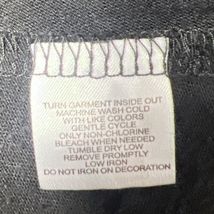 TURN GARMENT INSIDE OUT
MACHINE WASH COLD
WITH LIKE COLORS
GENTLE CYCLE
ONLY NON-CHLORINE
BLEACH WHEN NEEDED
TUMBLE DRY LOW
REMOVE PROMPTLY
LOW IRON
DO NOT IRON ON DECORATION